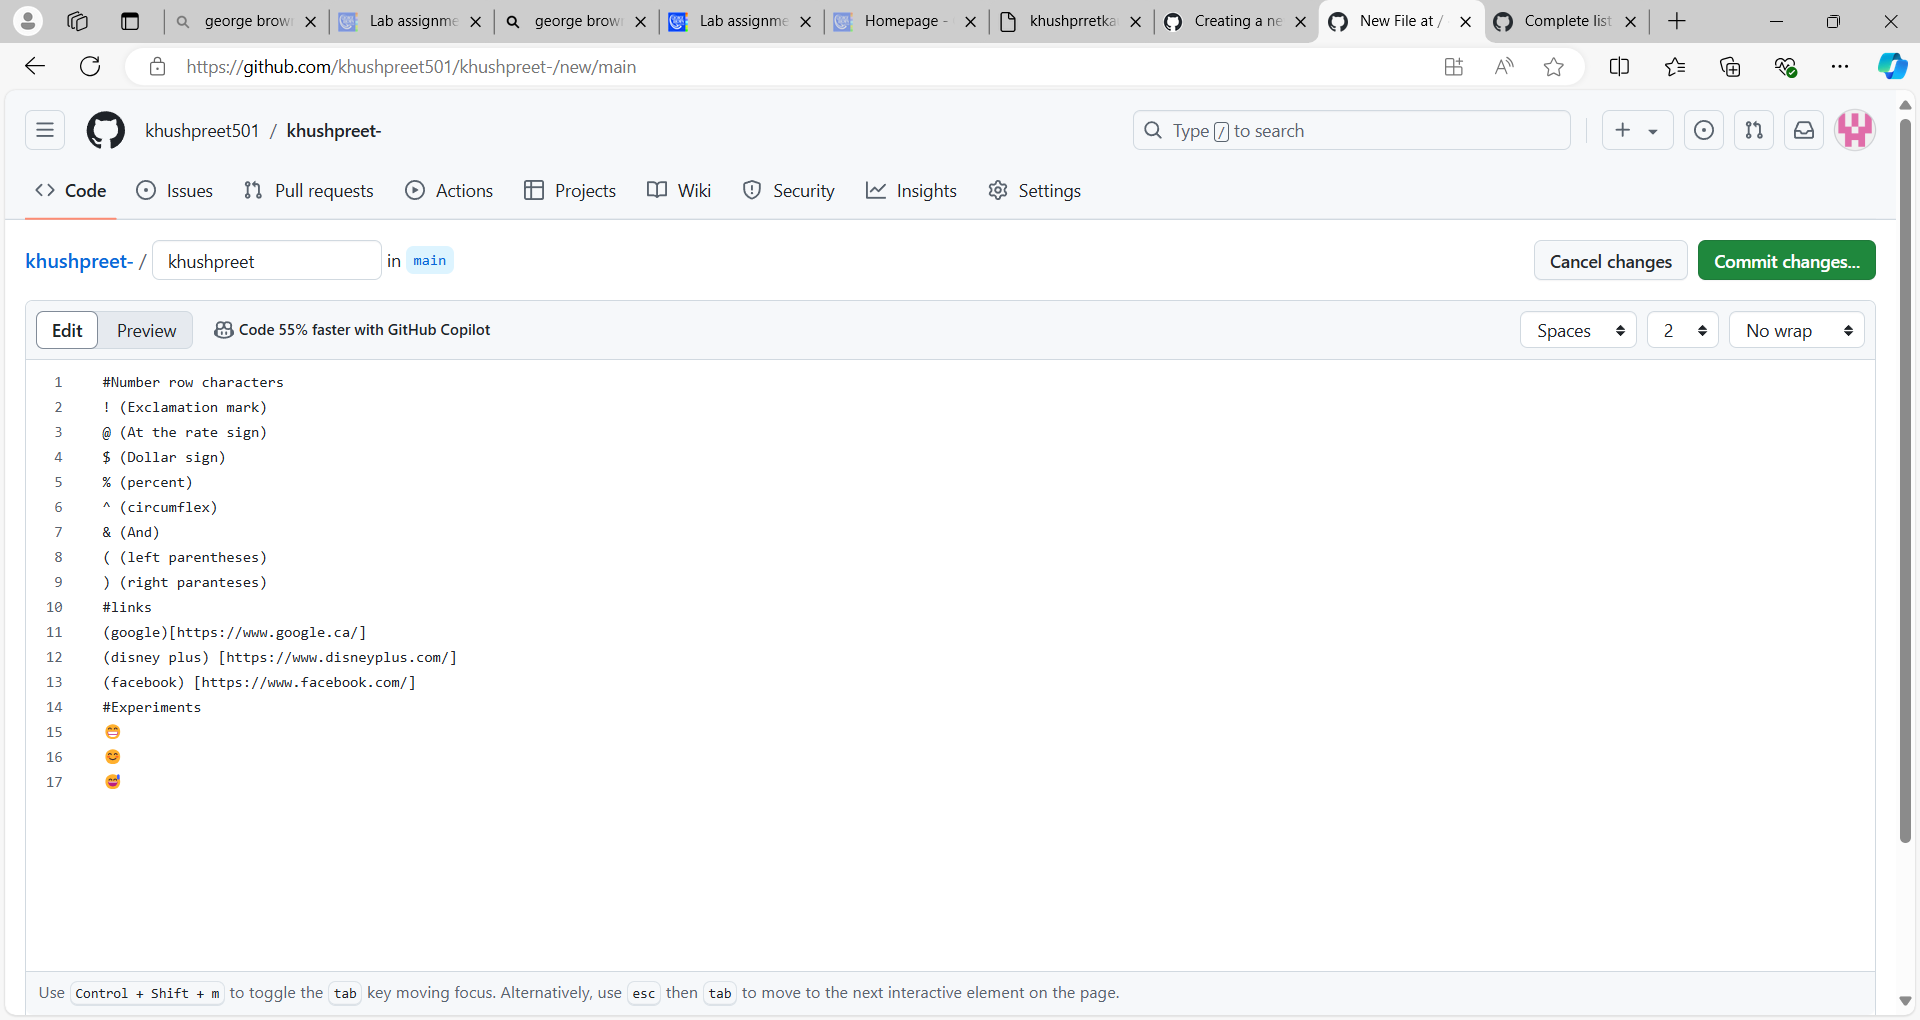 george brown
Lab assignme
george brown
Lab assignme
Homepage -
khushprretka
Creating a ne
New File at /
Complete list
https://github.com/khushpreet501/khushpreet-/new/main
khushpreet501 / khushpreet-
Type / to search
Code
Issues
Pull requests
Actions
Projects
Wiki
Security
Insights
Settings
khushpreet- / khushpreet in main
Cancel changes
Commit changes...
Edit
Preview
Code 55% faster with GitHub Copilot
Spaces
2
No wrap
1 #Number row characters
2 ! (Exclamation mark)
3 @ (At the rate sign)
4 $ (Dollar sign)
5 % (percent)
6 ^ (circumflex)
7 & (And)
8 ( (left parentheses)
9 ) (right paranteses)
10 #links
11 (google)[https://www.google.ca/]
12 (disney plus) [https://www.disneyplus.com/]
13 (facebook) [https://www.facebook.com/]
14 #Experiments
15 😁
16 😊
17 😅
Use Control + Shift + m to toggle the tab key moving focus. Alternatively, use esc then tab to move to the next interactive element on the page.